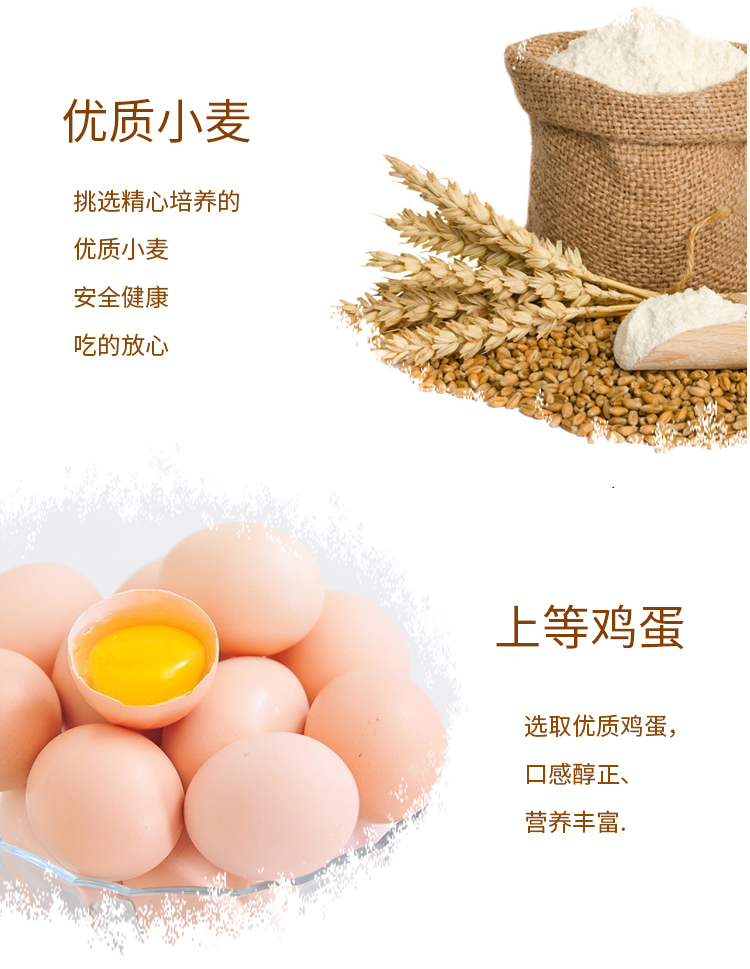 优质小麦
挑选精心培养的
优质小麦
安全健康
吃的放心
上等鸡蛋
选取优质鸡蛋，
口感醇正、
营养丰富.